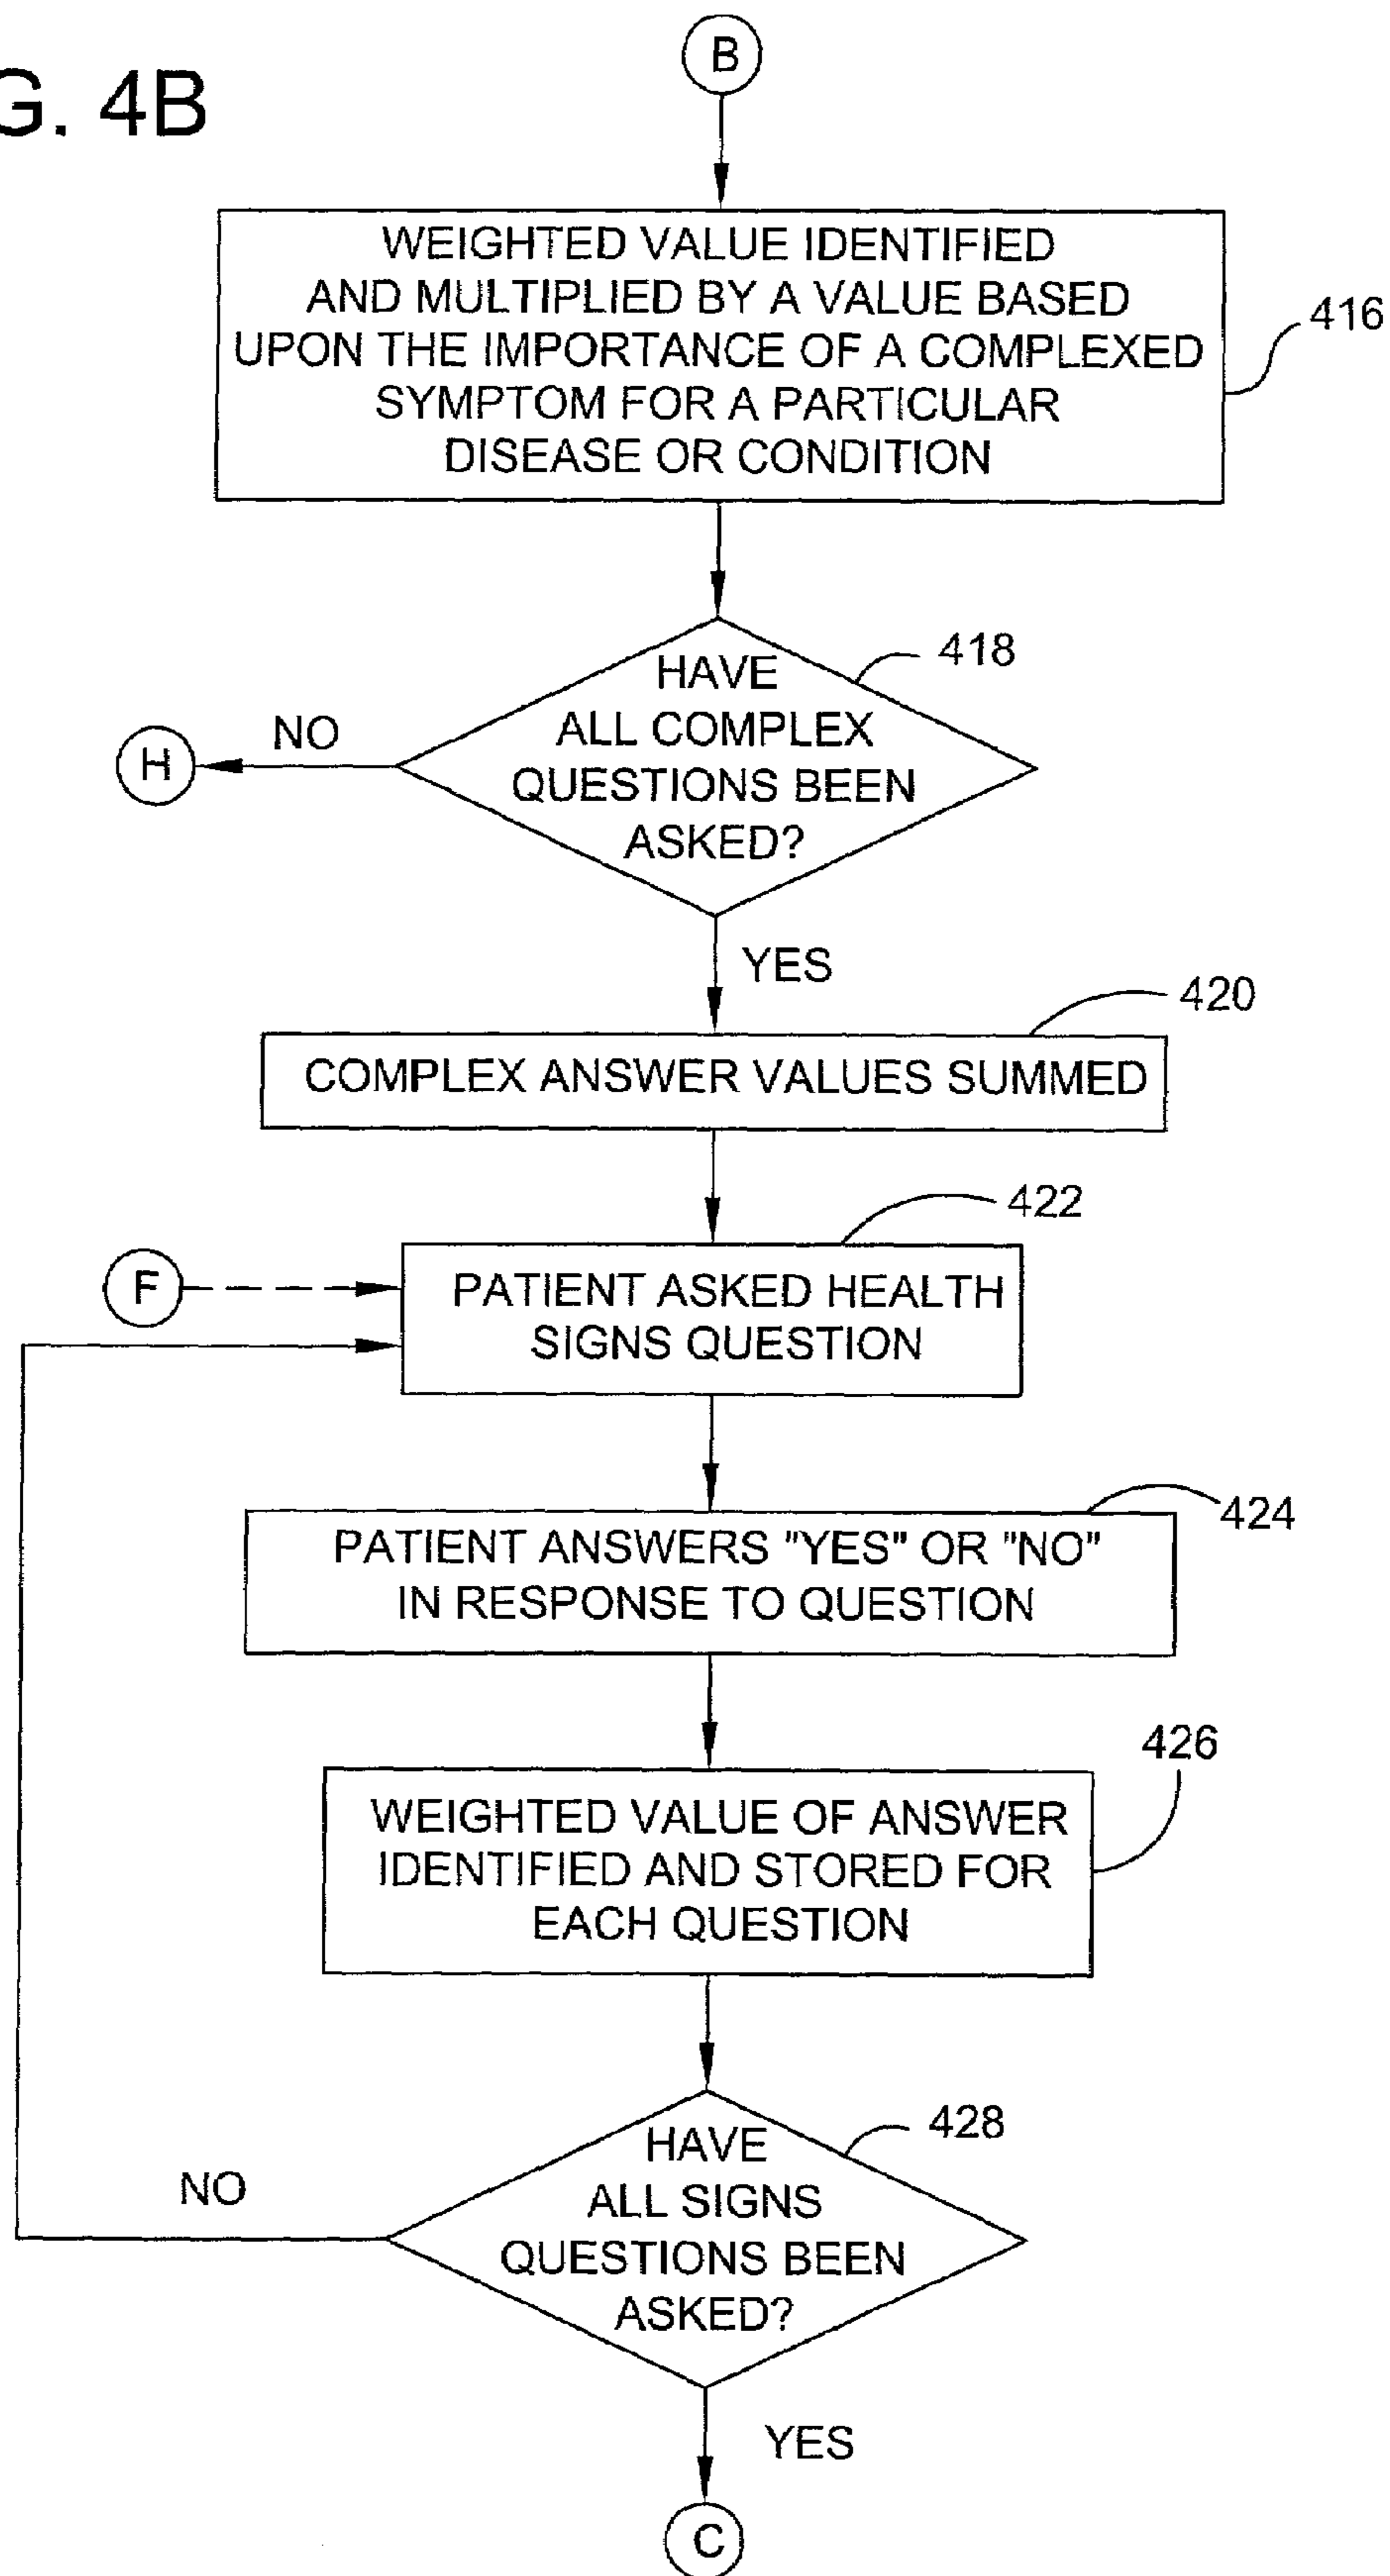 G. 4B
B
WEIGHTED VALUE IDENTIFIED
AND MULTIPLIED BY A VALUE BASED
UPON THE IMPORTANCE OF A COMPLEXED
SYMPTOM FOR A PARTICULAR
DISEASE OR CONDITION
416
HAVE
ALL COMPLEX
QUESTIONS BEEN
ASKED?
418
NO
H
YES
420
COMPLEX ANSWER VALUES SUMMED
422
F
PATIENT ASKED HEALTH
SIGNS QUESTION
424
PATIENT ANSWERS "YES" OR "NO"
IN RESPONSE TO QUESTION
426
WEIGHTED VALUE OF ANSWER
IDENTIFIED AND STORED FOR
EACH QUESTION
428
HAVE
ALL SIGNS
QUESTIONS BEEN
ASKED?
NO
YES
C